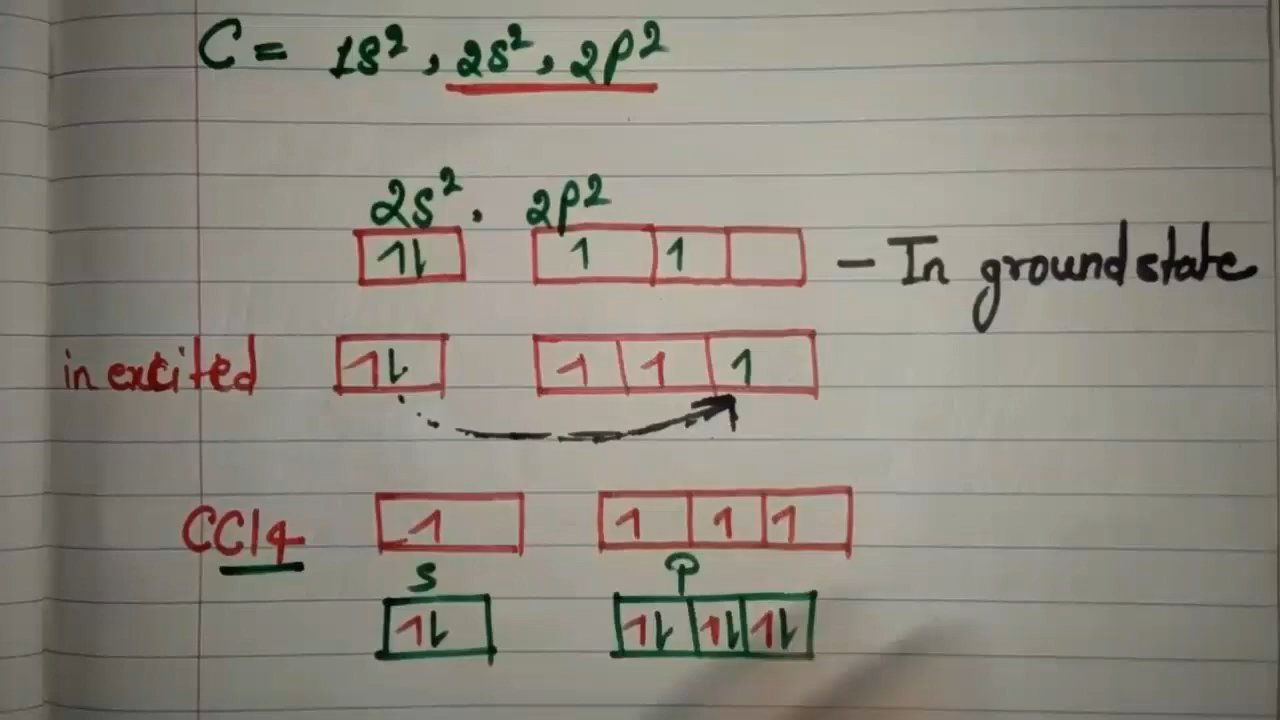 C = 1s², 2s², 2p²
2s². 2p²
1⇂ 1 1 - In ground state
in excited 1⇂ 1 1 1
CCl4 1 1 1 1
s p
1⇂ 1⇂ 1⇂ 1⇂